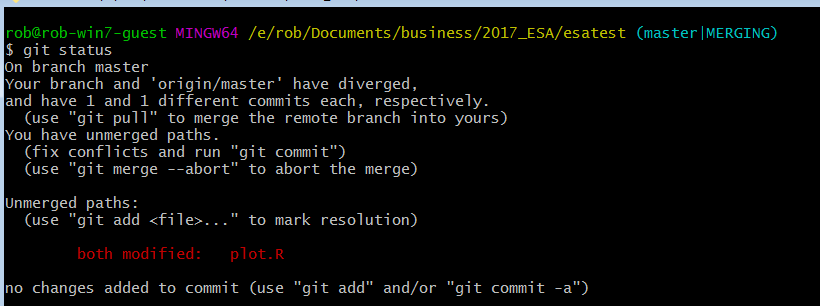 rob@rob-win7-guest MINGW64 /e/rob/Documents/business/2017_ESA/esatest (master|MERGING)
$ git status
On branch master
Your branch and 'origin/master' have diverged,
and have 1 and 1 different commits each, respectively.
  (use "git pull" to merge the remote branch into yours)
You have unmerged paths.
  (fix conflicts and run "git commit")
  (use "git merge --abort" to abort the merge)

Unmerged paths:
  (use "git add <file>..." to mark resolution)

        both modified:   plot.R

no changes added to commit (use "git add" and/or "git commit -a")